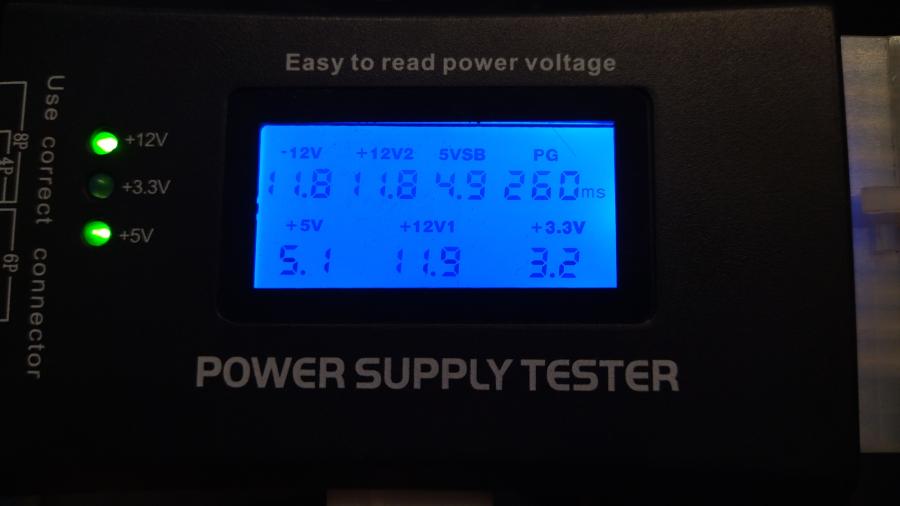 Easy to read power voltage
Use correct connector
8P
4P
6P
+12V
+3.3V
+5V
-12V +12V2 5VSB PG
11.8 11.8 4.9 260ms
+5V +12V1 +3.3V
5.1 11.9 3.2
POWER SUPPLY TESTER